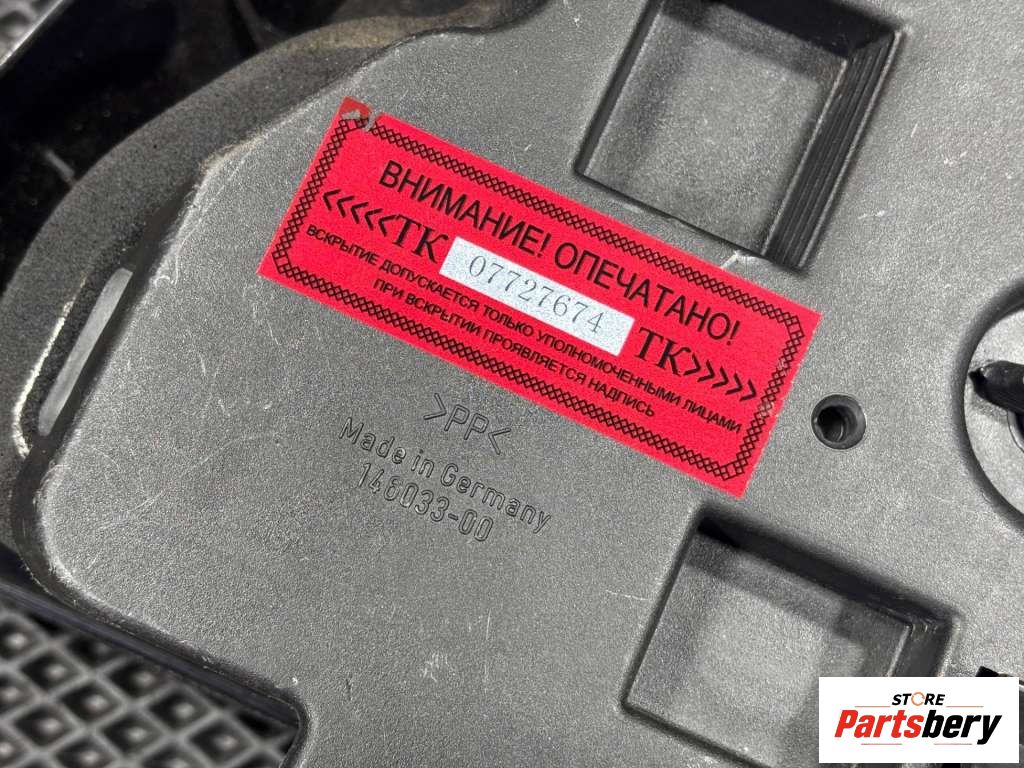 ВНИМАНИЕ! ОПЕЧАТАНО!
<<<<<ТК 07727674 ТК>>>>>
ВСКРЫТИЕ ДОПУСКАЕТСЯ ТОЛЬКО УПОЛНОМОЧЕННЫМИ ЛИЦАМИ
ПРИ ВСКРЫТИИ ПРОЯВЛЯЕТСЯ НАДПИСЬ
>PP<
Made in Germany
146033-00
STORE
Partsbery